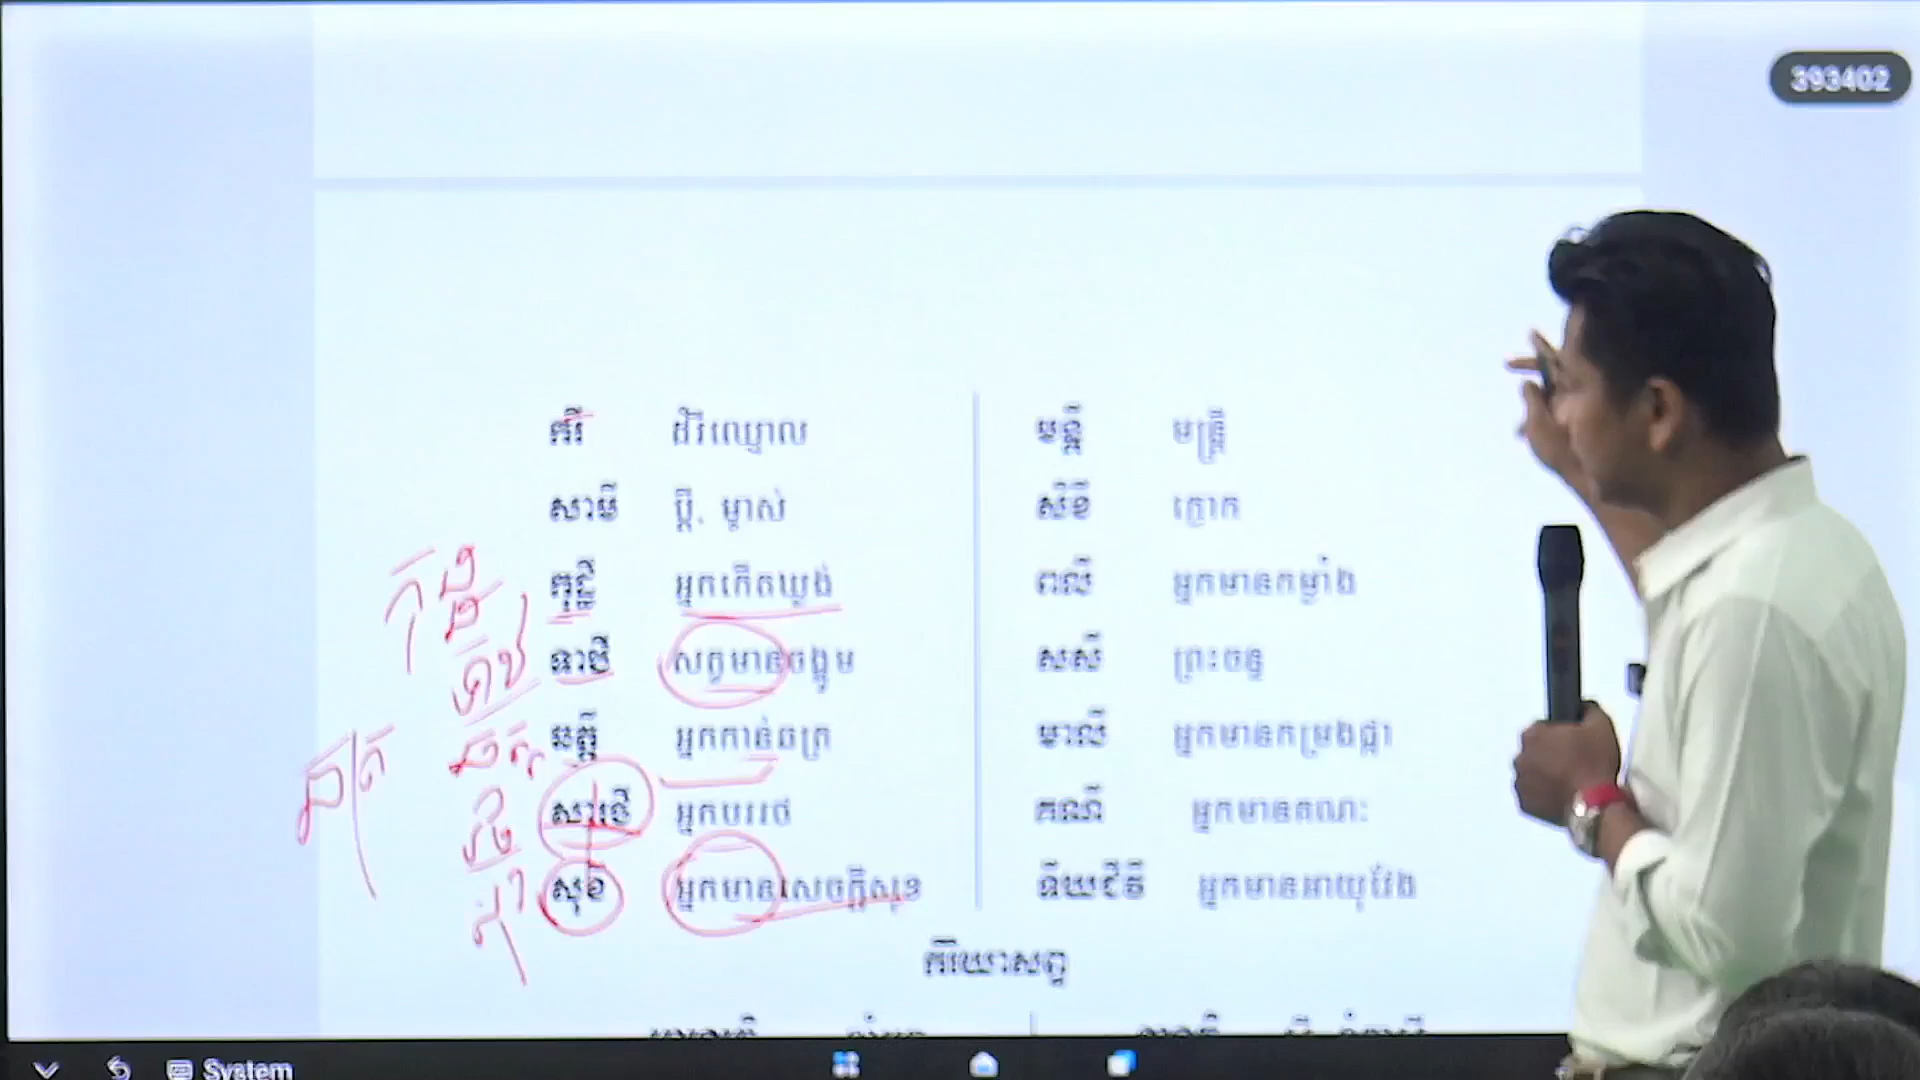 393402
ករី ដំរីឈ្មោល
សាមី ប្ដី, ម្ចាស់
កុដ្ឋី អ្នកកើតឃ្លង់
ទាឋី សត្វមានចង្កូម
ឆត្តី អ្នកកាន់ឆត្រ
សារថី អ្នកបររថ
សុខី អ្នកមានសេចក្ដីសុខ
មន្តី មន្ត្រី
សិខី ក្ងោក
ពលី អ្នកមានកម្លាំង
សសី ព្រះចន្ទ
មាលី អ្នកមានកម្រងផ្កា
គណី អ្នកមានគណៈ
ទីឃជីវី អ្នកមានអាយុវែង
កិរិយាសព្ទ
System